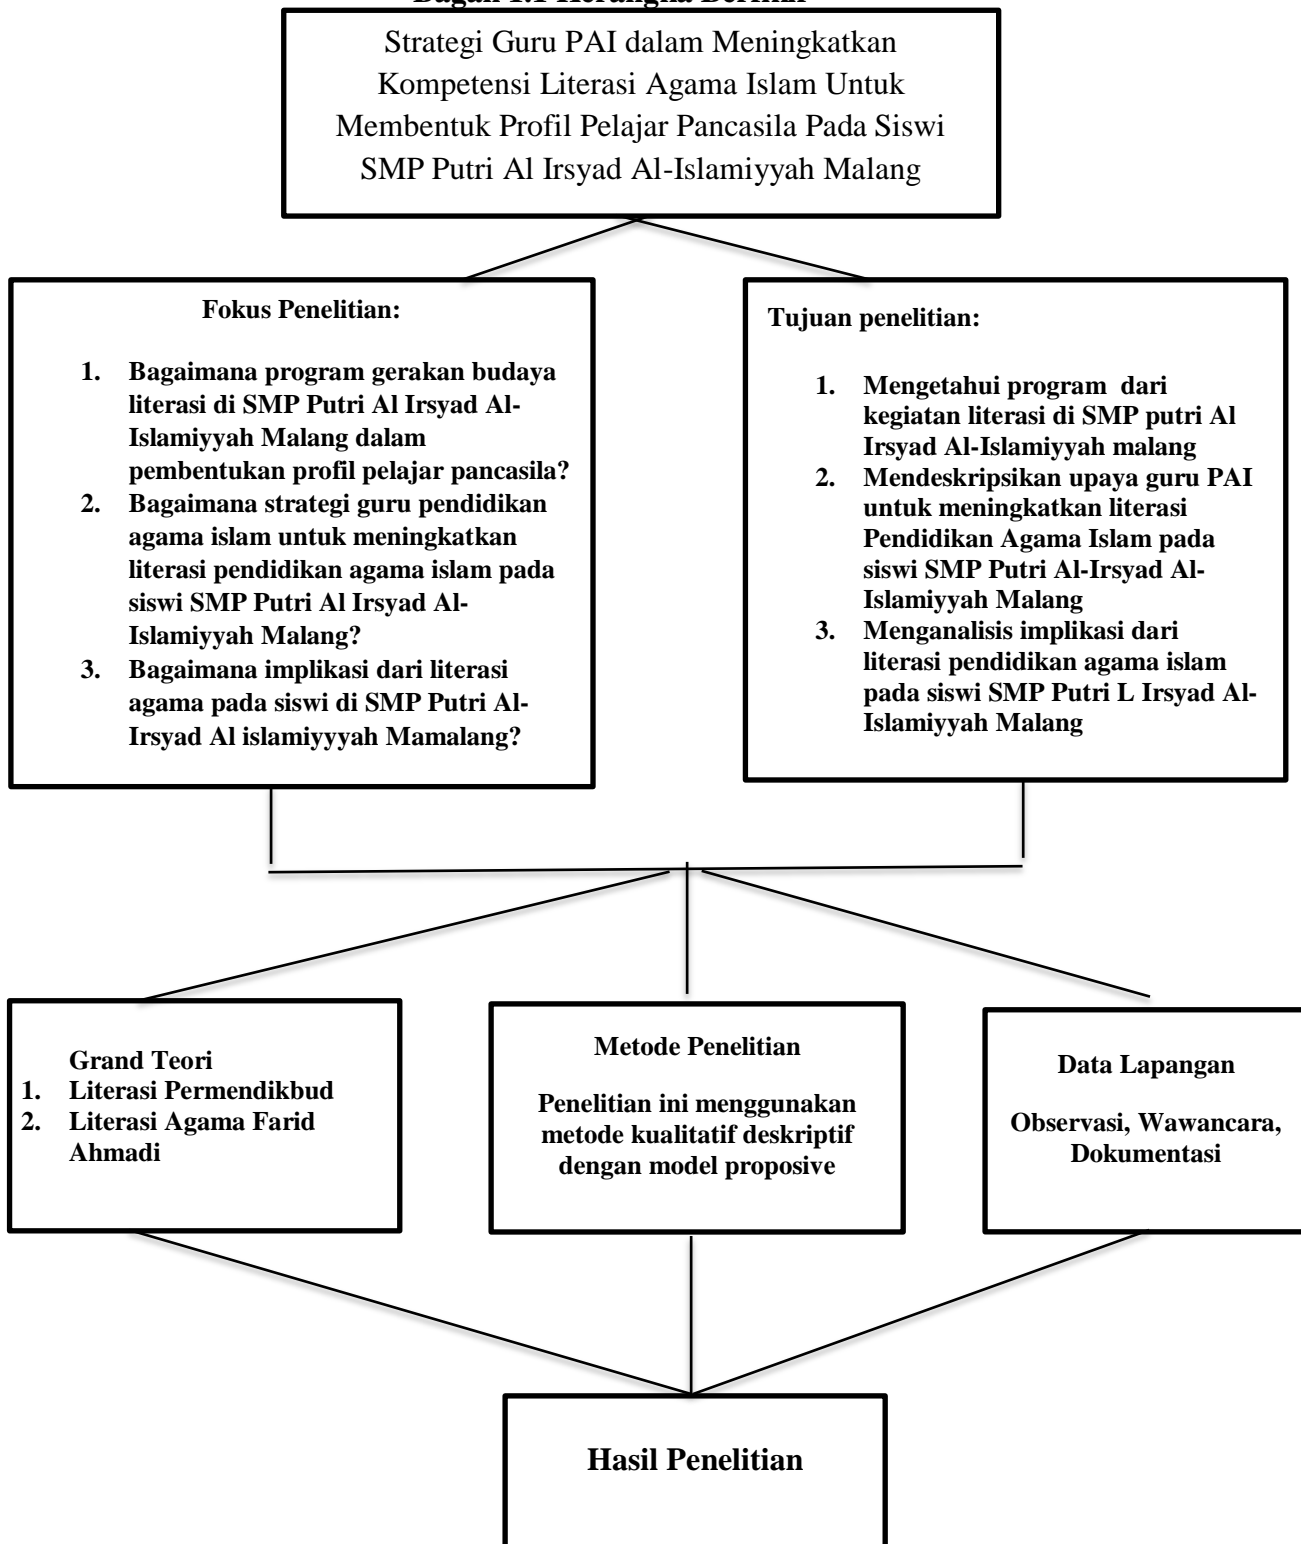 Bagan 1.1 Kerangka Berfikir
Strategi Guru PAI dalam Meningkatkan
Kompetensi Literasi Agama Islam Untuk
Membentuk Profil Pelajar Pancasila Pada Siswi
SMP Putri Al Irsyad Al-Islamiyyah Malang
Fokus Penelitian:
1. Bagaimana program gerakan budaya
literasi di SMP Putri Al Irsyad Al-
Islamiyyah Malang dalam
pembentukan profil pelajar pancasila?
2. Bagaimana strategi guru pendidikan
agama islam untuk meningkatkan
literasi pendidikan agama islam pada
siswi SMP Putri Al Irsyad Al-
Islamiyyah Malang?
3. Bagaimana implikasi dari literasi
agama pada siswi di SMP Putri Al-
Irsyad Al islamiyyyah Mamalang?
Tujuan penelitian:
1. Mengetahui program dari
kegiatan literasi di SMP putri Al
Irsyad Al-Islamiyyah malang
2. Mendeskripsikan upaya guru PAI
untuk meningkatkan literasi
Pendidikan Agama Islam pada
siswi SMP Putri Al-Irsyad Al-
Islamiyyah Malang
3. Menganalisis implikasi dari
literasi pendidikan agama islam
pada siswi SMP Putri L Irsyad Al-
Islamiyyah Malang
Grand Teori
1. Literasi Permendikbud
2. Literasi Agama Farid
Ahmadi
Metode Penelitian
Penelitian ini menggunakan
metode kualitatif deskriptif
dengan model proposive
Data Lapangan
Observasi, Wawancara,
Dokumentasi
Hasil Penelitian